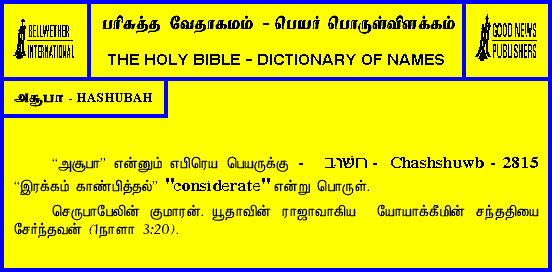 BELLWETHER
INTERNATIONAL
பரிசுத்த வேதாகமம் - பெயர் பொருள்விளக்கம்
THE HOLY BIBLE - DICTIONARY OF NAMES
GOOD NEWS
PUBLISHERS
அசூபா - HASHUBAH
“அசூபா” என்னும் எபிரெய பெயருக்கு - חשׁוּב - Chashshuwb - 2815
“இரக்கம் காண்பித்தல்” "considerate" என்று பொருள்.
செருபாபேலின் குமாரன். யூதாவின் ராஜாவாகிய யோயாக்கீமின் சந்ததியை
சேர்ந்தவன் (1நாளா 3:20).